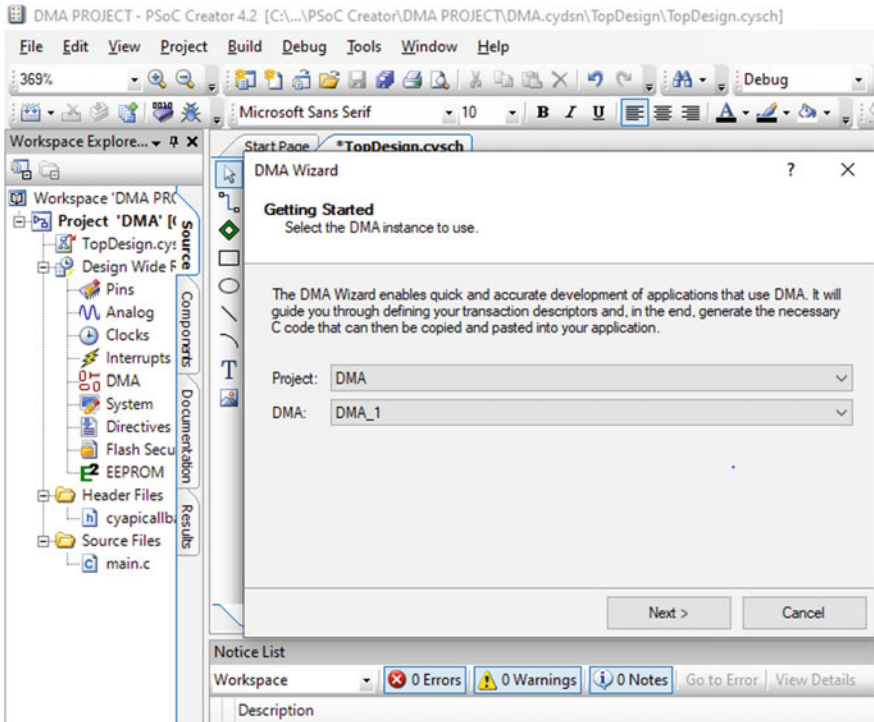 DMA PROJECT - PSoC Creator 4.2 [C:\...\PSoC Creator\DMA PROJECT\DMA.cydsn\TopDesign\TopDesign.cysch]
File Edit View Project Build Debug Tools Window Help
369% Debug
Microsoft Sans Serif 10 B I U A
Workspace Explore...
Start Page *TopDesign.cysch
Workspace 'DMA PRO
Project 'DMA' [
TopDesign.cys
Design Wide R
Pins
Analog
Clocks
Interrupts
DMA
System
Directives
Flash Secu
EEPROM
Header Files
cyapicallba
Source Files
main.c
Source
Components
Documentation
Results
T
DMA Wizard ? X
Getting Started
Select the DMA instance to use.
The DMA Wizard enables quick and accurate development of applications that use DMA. It will
guide you through defining your transaction descriptors and, in the end, generate the necessary
C code that can then be copied and pasted into your application.
Project: DMA
DMA: DMA_1
Next > Cancel
Notice List
Workspace 0 Errors 0 Warnings 0 Notes Go to Error View Details
Description